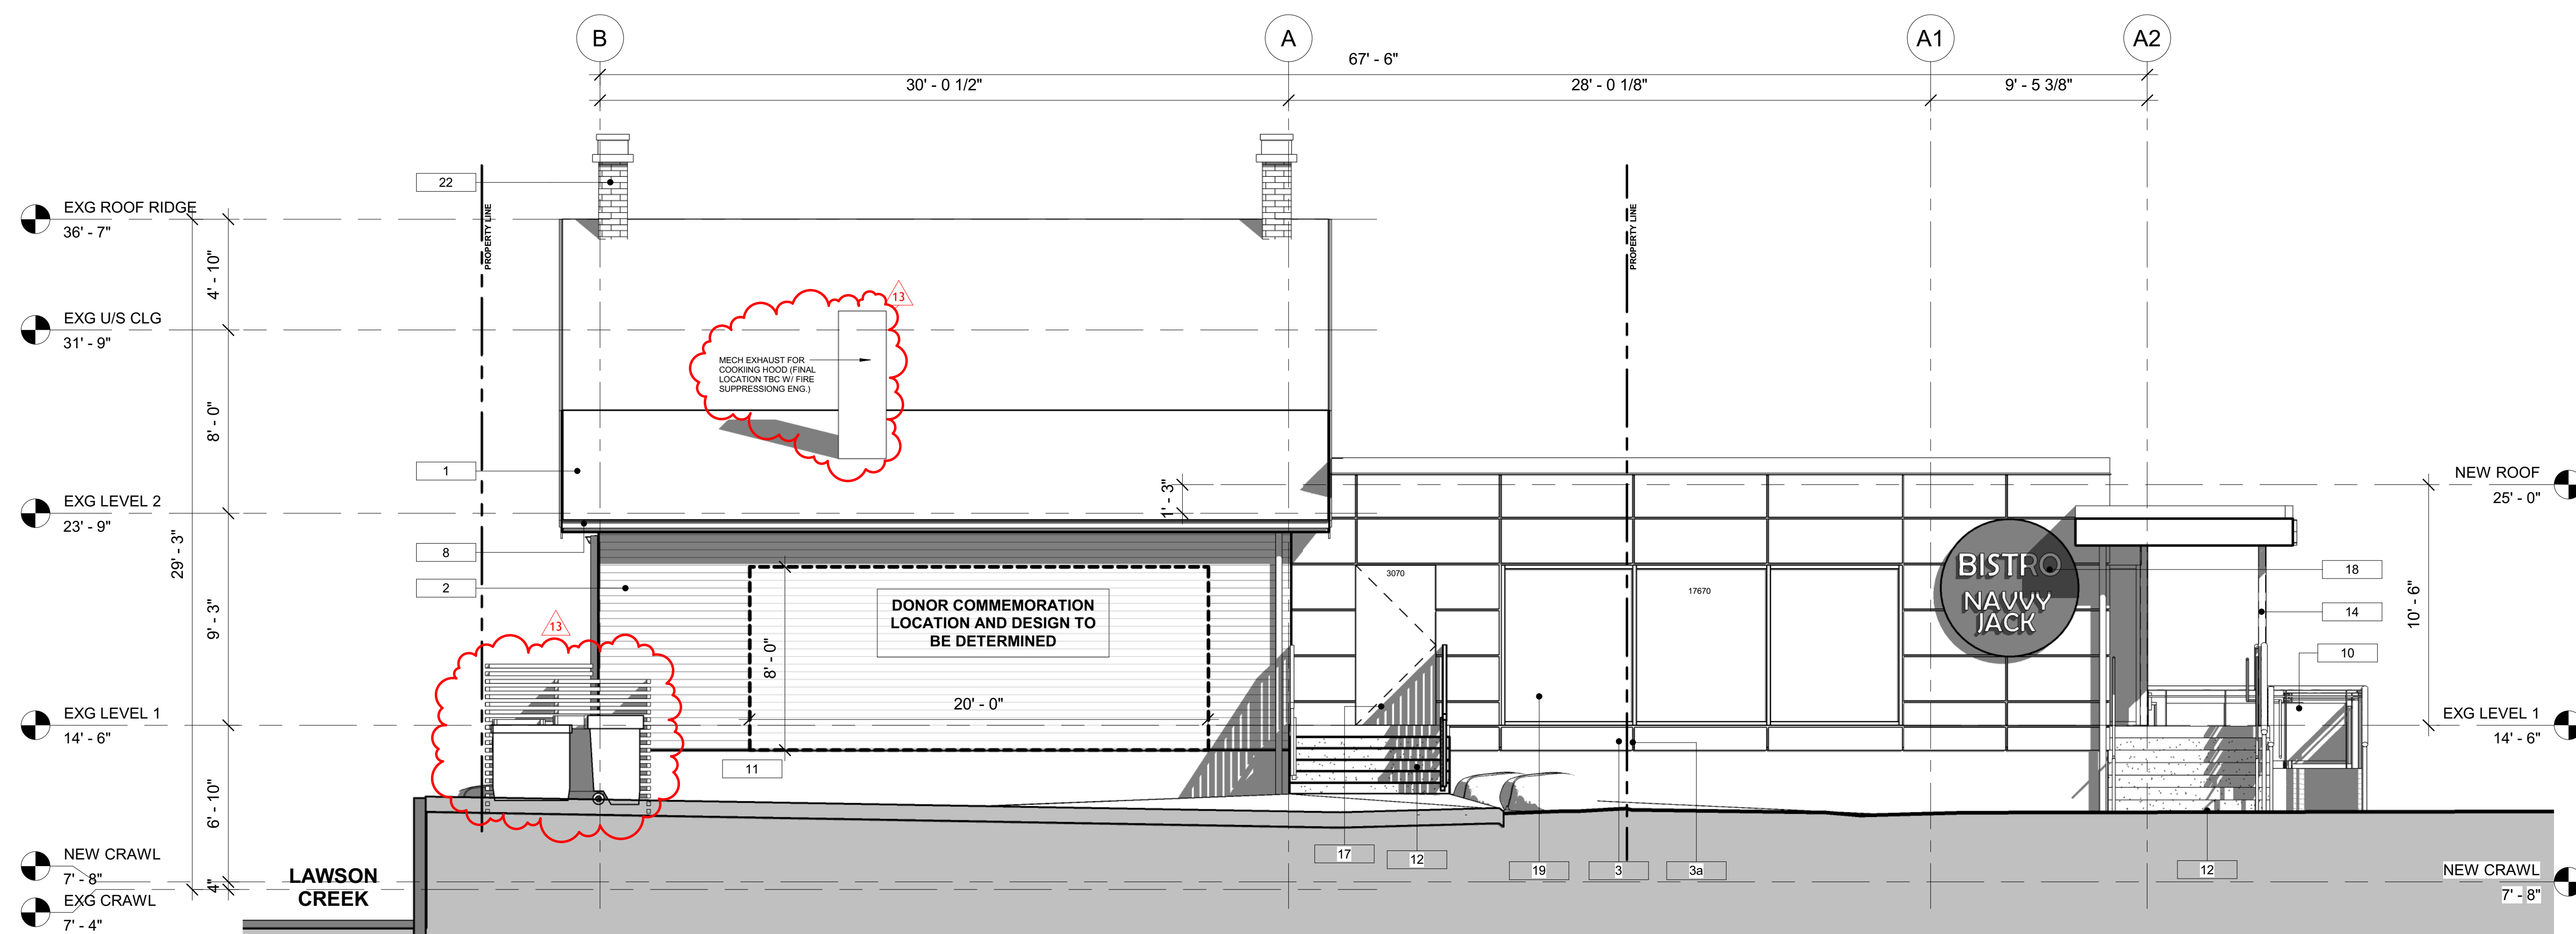 B
A
A1
A2
67' - 6"
30' - 0 1/2"
28' - 0 1/8"
9' - 5 3/8"
22
PROPERTY LINE
PROPERTY LINE
EXG ROOF RIDGE
36' - 7"
4' - 10"
13
EXG U/S CLG
31' - 9"
MECH EXHAUST FOR
COOKIING HOOD (FINAL
LOCATION TBC W/ FIRE
SUPPRESSIONG ENG.)
8' - 0"
1
EXG LEVEL 2
23' - 9"
1' - 3"
NEW ROOF
25' - 0"
29' - 3"
8
2
9' - 3"
13
DONOR COMMEMORATION
LOCATION AND DESIGN TO
BE DETERMINED
8' - 0"
20' - 0"
3070
17670
BISTRO
NAVVY
JACK
18
14
10
10' - 6"
EXG LEVEL 1
14' - 6"
EXG LEVEL 1
14' - 6"
11
6' - 10"
17
12
19
3
3a
12
NEW CRAWL
7' - 8"
4"
EXG CRAWL
7' - 4"
LAWSON
CREEK
NEW CRAWL
7' - 8"